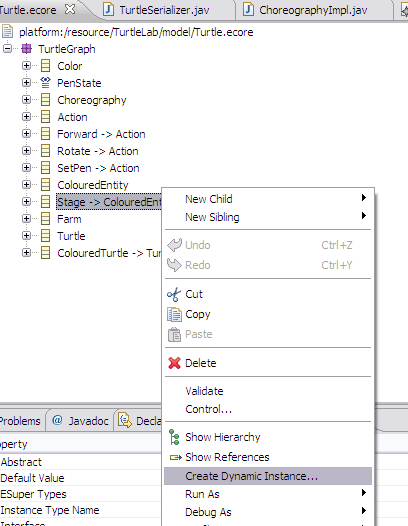 Turtle.ecore TurtleSerializer.jav ChoreographyImpl.jav
platform:/resource/TurtleLab/model/Turtle.ecore
TurtleGraph
Color
PenState
Choreography
Action
Forward -> Action
Rotate -> Action
SetPen -> Action
ColouredEntity
Stage -> ColouredEnt
Farm
Turtle
ColouredTurtle -> Tu
New Child
New Sibling
Undo Ctrl+Z
Redo Ctrl+Y
Cut
Copy
Paste
Delete
Validate
Control...
Show Hierarchy
Show References
Create Dynamic Instance...
Run As
Debug As
Problems @ Javadoc Decla
operty
Abstract
Default Value
ESuper Types
Instance Type Name